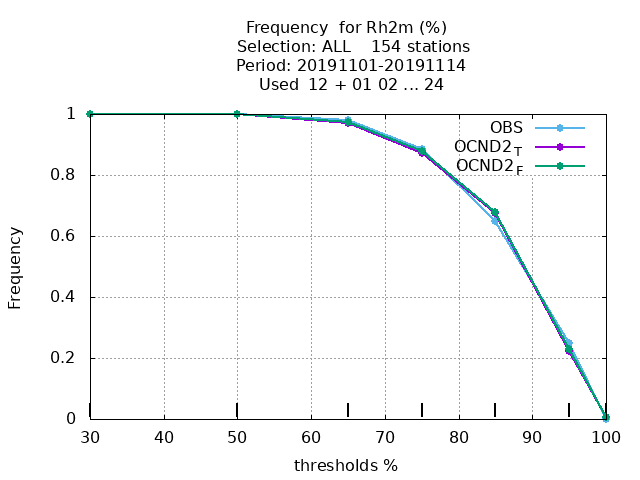 Frequency  for Rh2m (%)
Selection: ALL    154 stations
Period: 20191101-20191114
Used  12 + 01 02 ... 24
1
0.8
0.6
0.4
0.2
0
Frequency
OBS
OCND2T
OCND2F
30 40 50 60 70 80 90 100
thresholds %